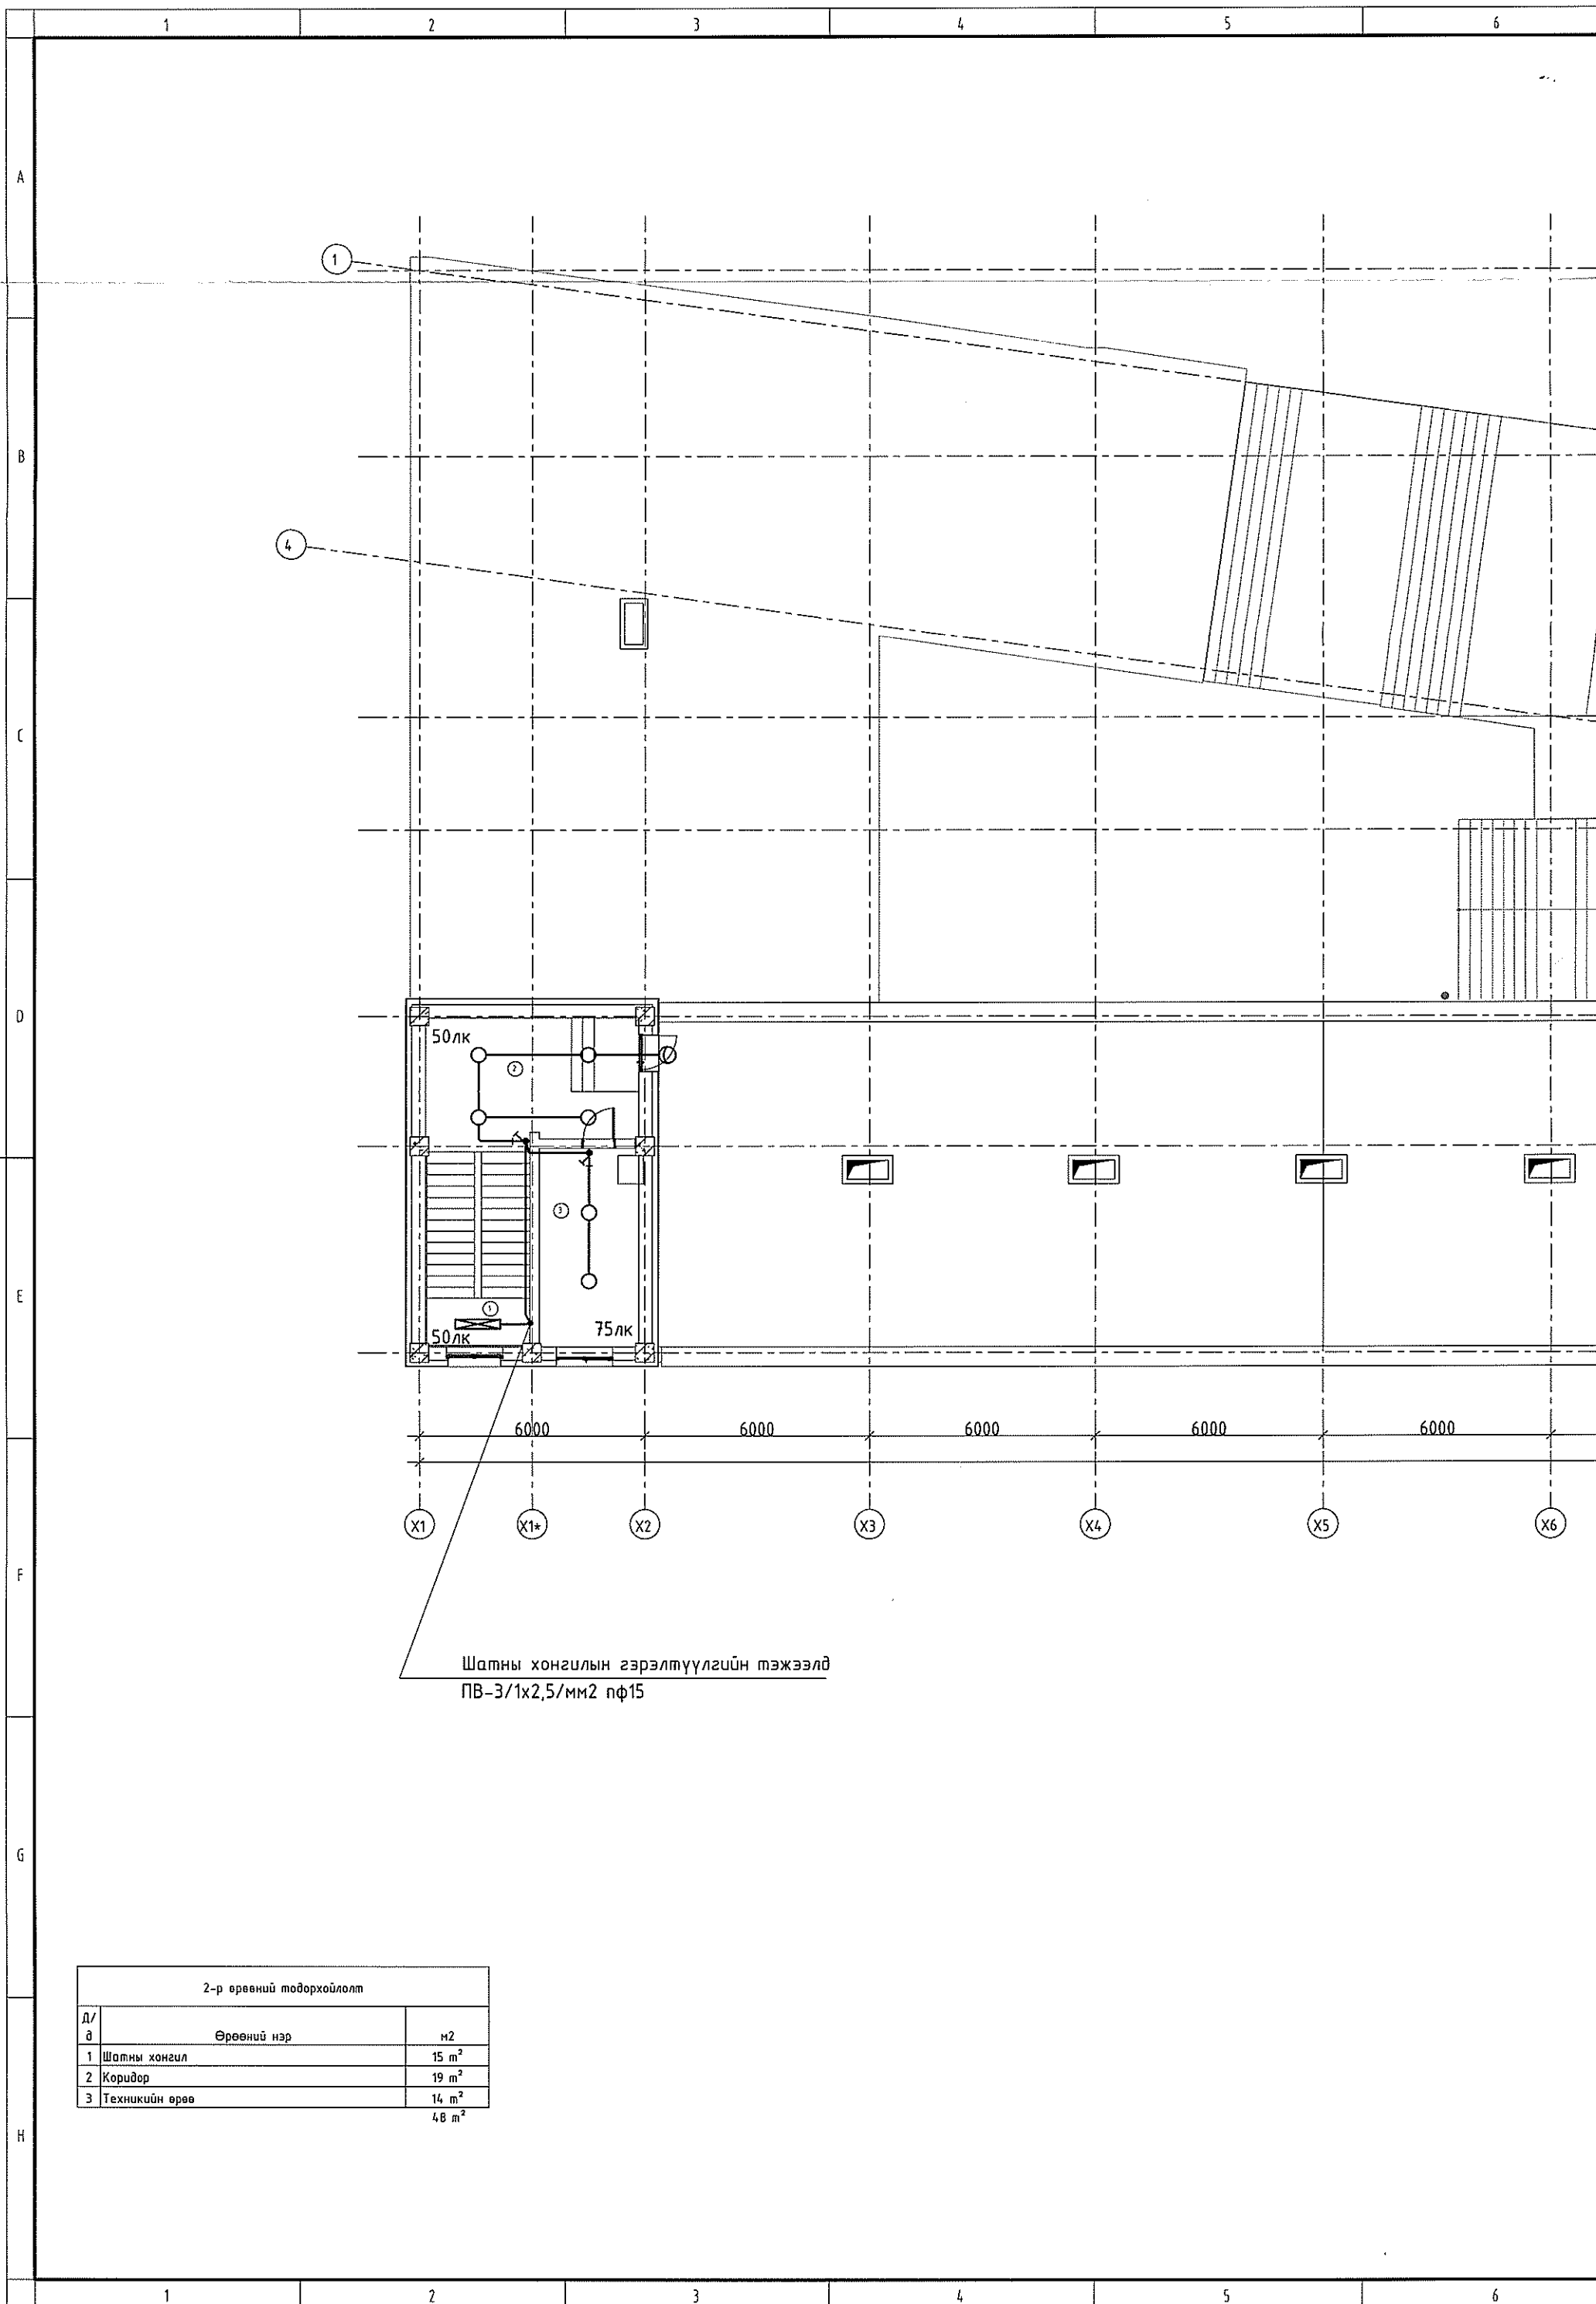 1 2 3 4 5 6
A
1
B
4
C
D
50лк
2
3
E
1
50лк
75лк
6000 6000 6000 6000 6000
X1 X1* X2 X3 X4 X5 X6
F
Шатны хонгилын гэрэлтүүлгийн тэжээлд
ПВ-3/1x2,5/мм2 пф15
G
2-р өрөөний тодорхойлолт
Д/д Өрөөний нэр м2
1 Шатны хонгил 15 m²
2 Коридор 19 m²
3 Техникийн өрөө 14 m²
48 m²
H
1 2 3 4 5 6